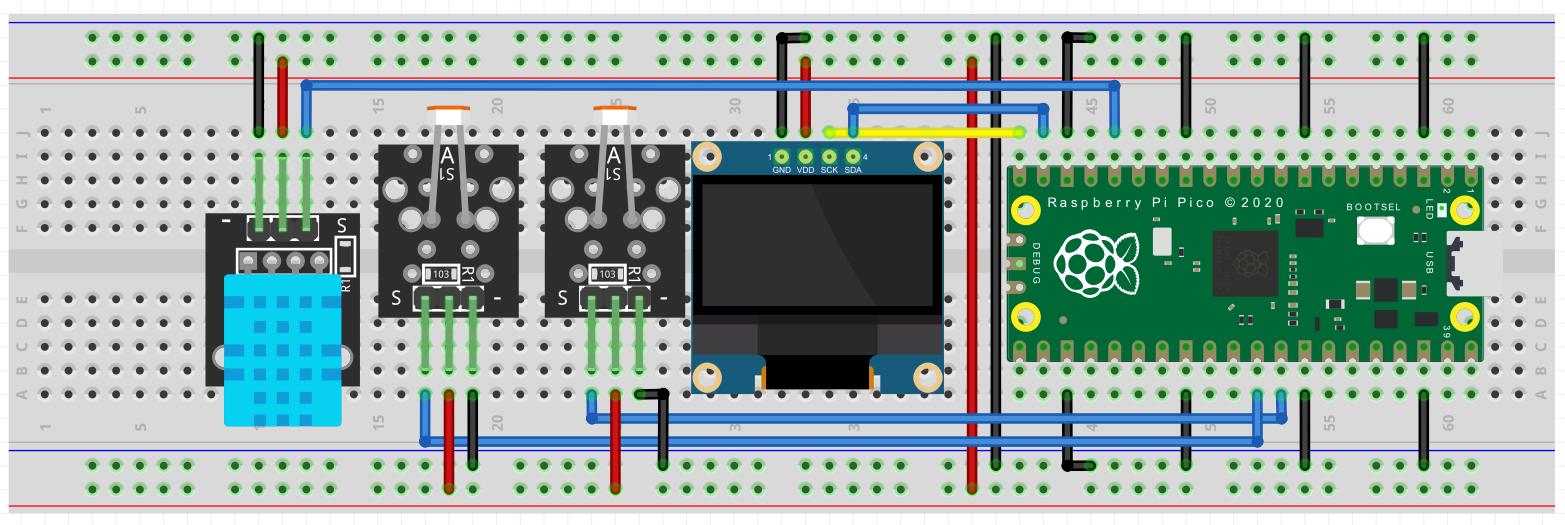 1 5 15 20 30 45 50 55 60
J J
I I
H H
G G
F F
E E
D D
C C
B B
A A
- S
R1
A
S1
103
R1
S -
A
S1
103
R1
S -
1 4
GND VDD SCK SDA
Raspberry Pi Pico © 2020
BOOTSEL
LED
2 1
DEBUG
USB
39
1 5 15 20 55 60